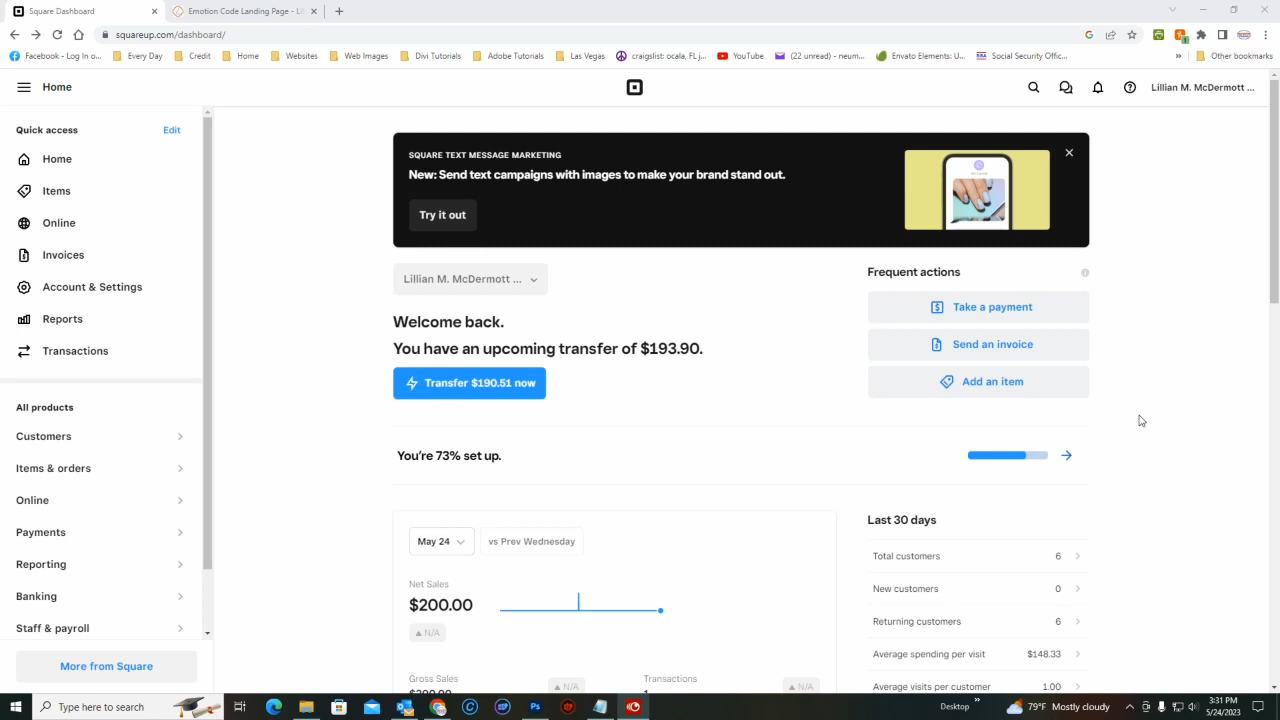 Square Dashboard
Emotion Code Landing Page - Li
squareup.com/dashboard/
Facebook - Log In o...
Every Day
Credit
Home
Websites
Web Images
Divi Tutorials
Adobe Tutorials
Las Vegas
craigslist: ocala, FL j...
YouTube
(22 unread) - neum...
Envato Elements: U...
Social Security Offic...
Other bookmarks
Home
Lillian M. McDermott ...
Quick access
Edit
Home
Items
Online
Invoices
Account & Settings
Reports
Transactions
All products
Customers
Items & orders
Online
Payments
Reporting
Banking
Staff & payroll
More from Square
SQUARE TEXT MESSAGE MARKETING
New: Send text campaigns with images to make your brand stand out.
Try it out
Lillian M. McDermott ...
Welcome back.
You have an upcoming transfer of $193.90.
Transfer $190.51 now
Frequent actions
Take a payment
Send an invoice
Add an item
You're 73% set up.
May 24
vs Prev Wednesday
Net Sales
$200.00
N/A
Gross Sales
$200.00
N/A
Transactions
1
N/A
Last 30 days
Total customers 6
New customers 0
Returning customers 6
Average spending per visit $148.33
Average visits per customer 1.00
Type here to search
Desktop
79°F Mostly cloudy
3:31 PM
5/24/2023